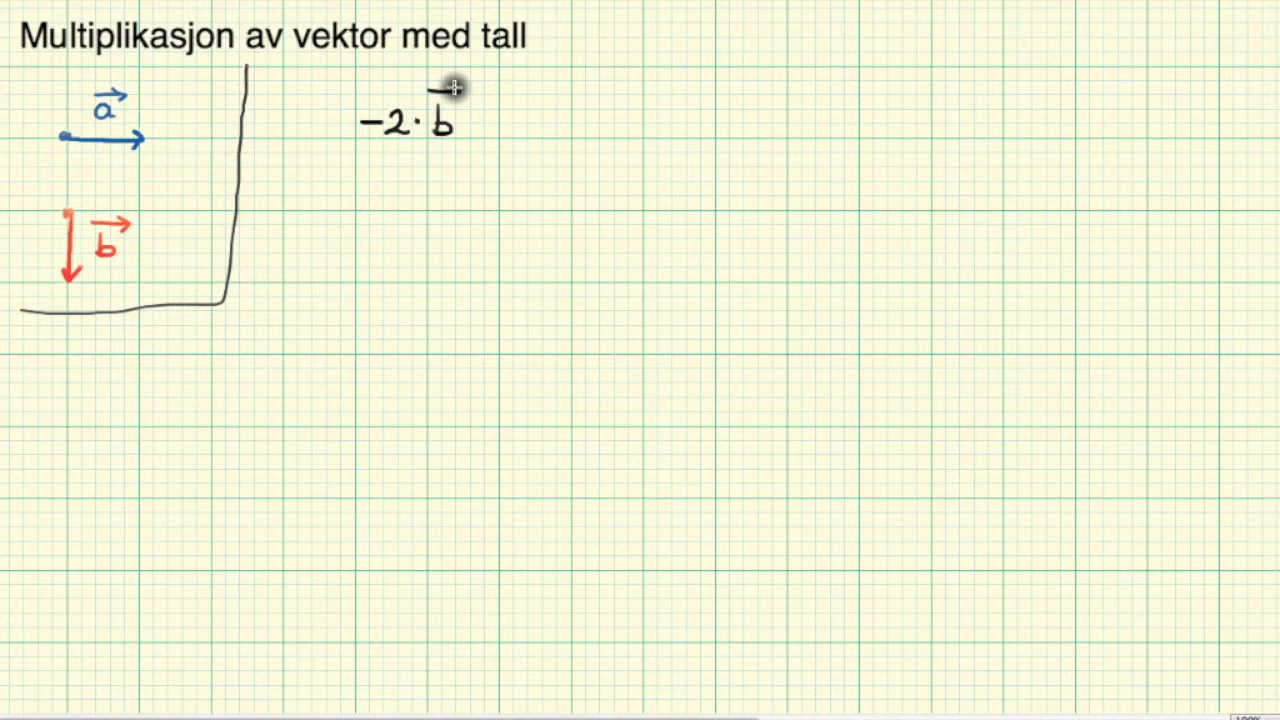 Multiplikasjon av vektor med tall
a⃗
-2 · b⃗
b⃗